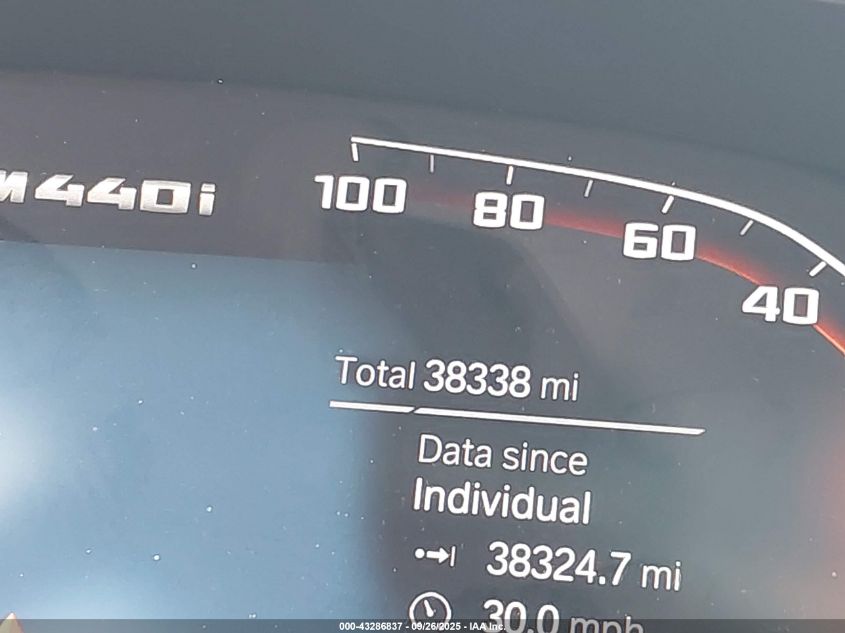 M440i
100
80
60
40
Total 38338 mi
Data since
Individual
38324.7 mi
30.0 mph
000-43286837 - 09/26/2025 - IAA Inc.